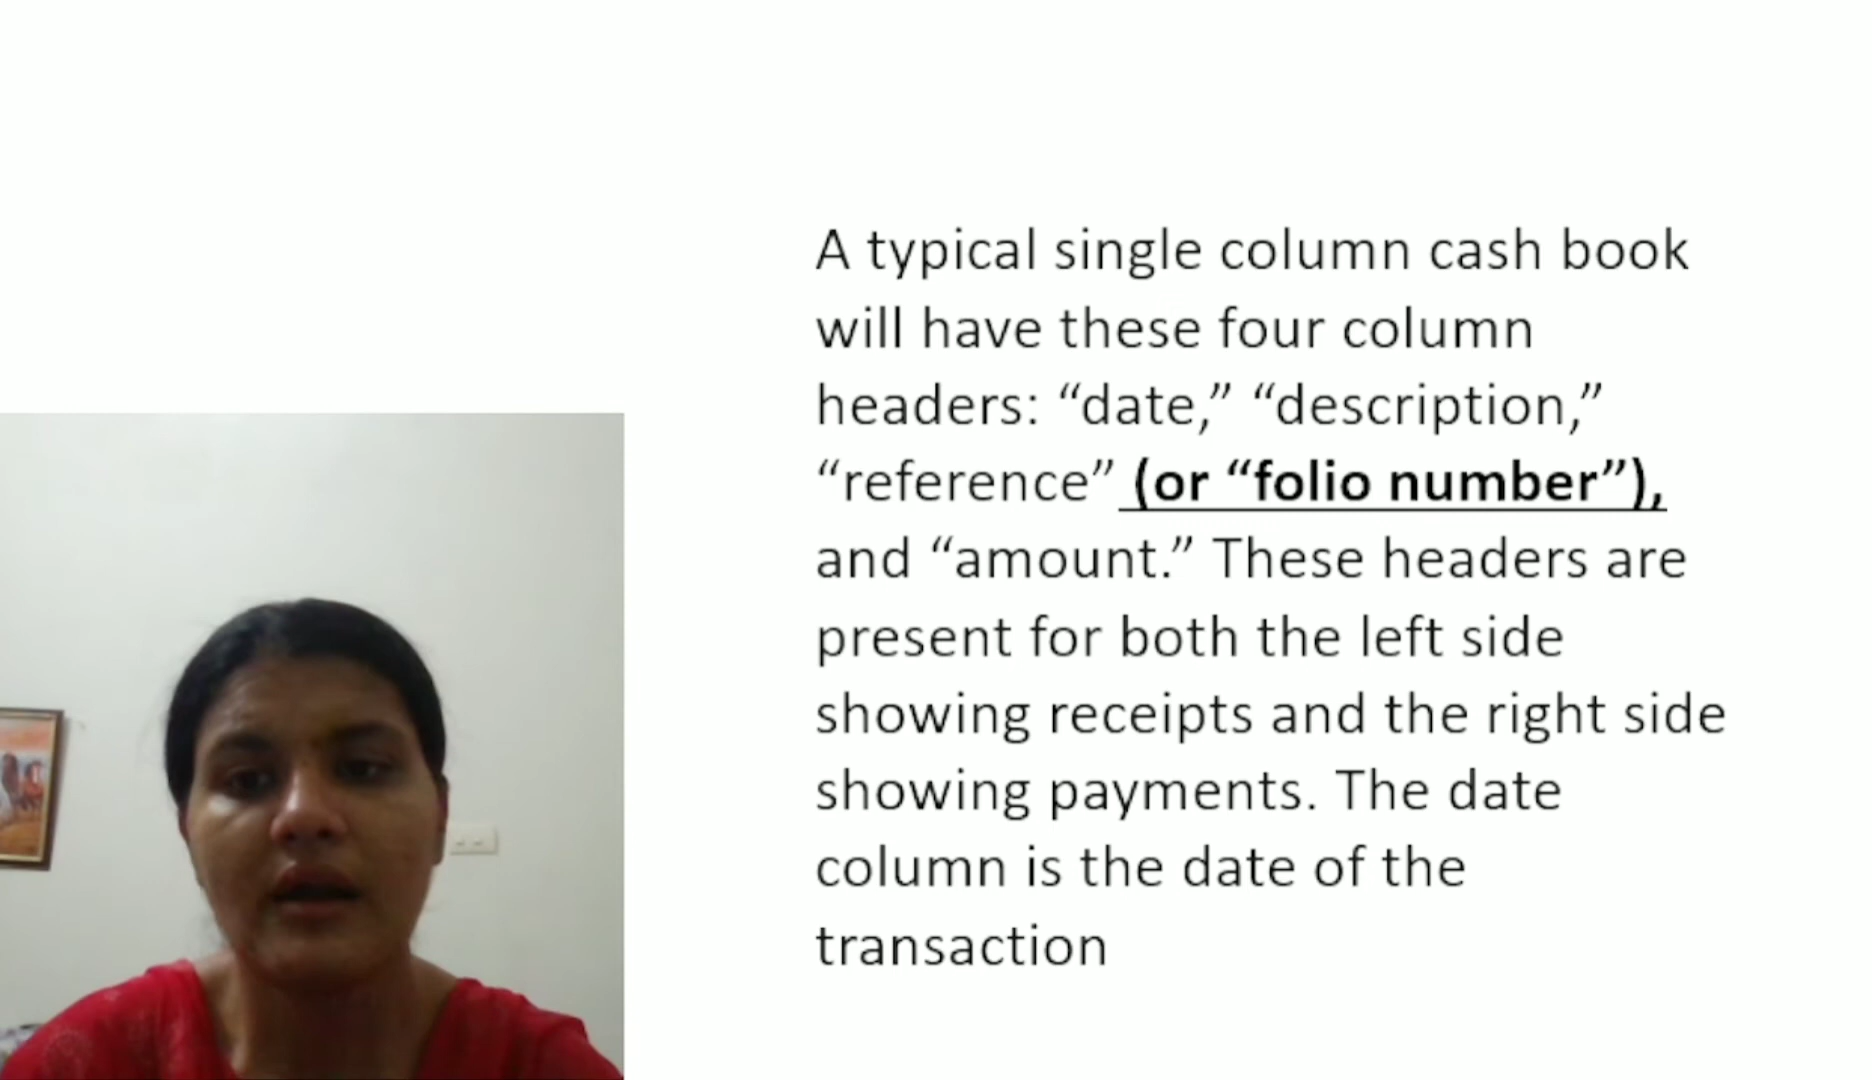 A typical single column cash book
will have these four column
headers: “date,” “description,”
“reference” (or “folio number”),
and “amount.” These headers are
present for both the left side
showing receipts and the right side
showing payments. The date
column is the date of the
transaction